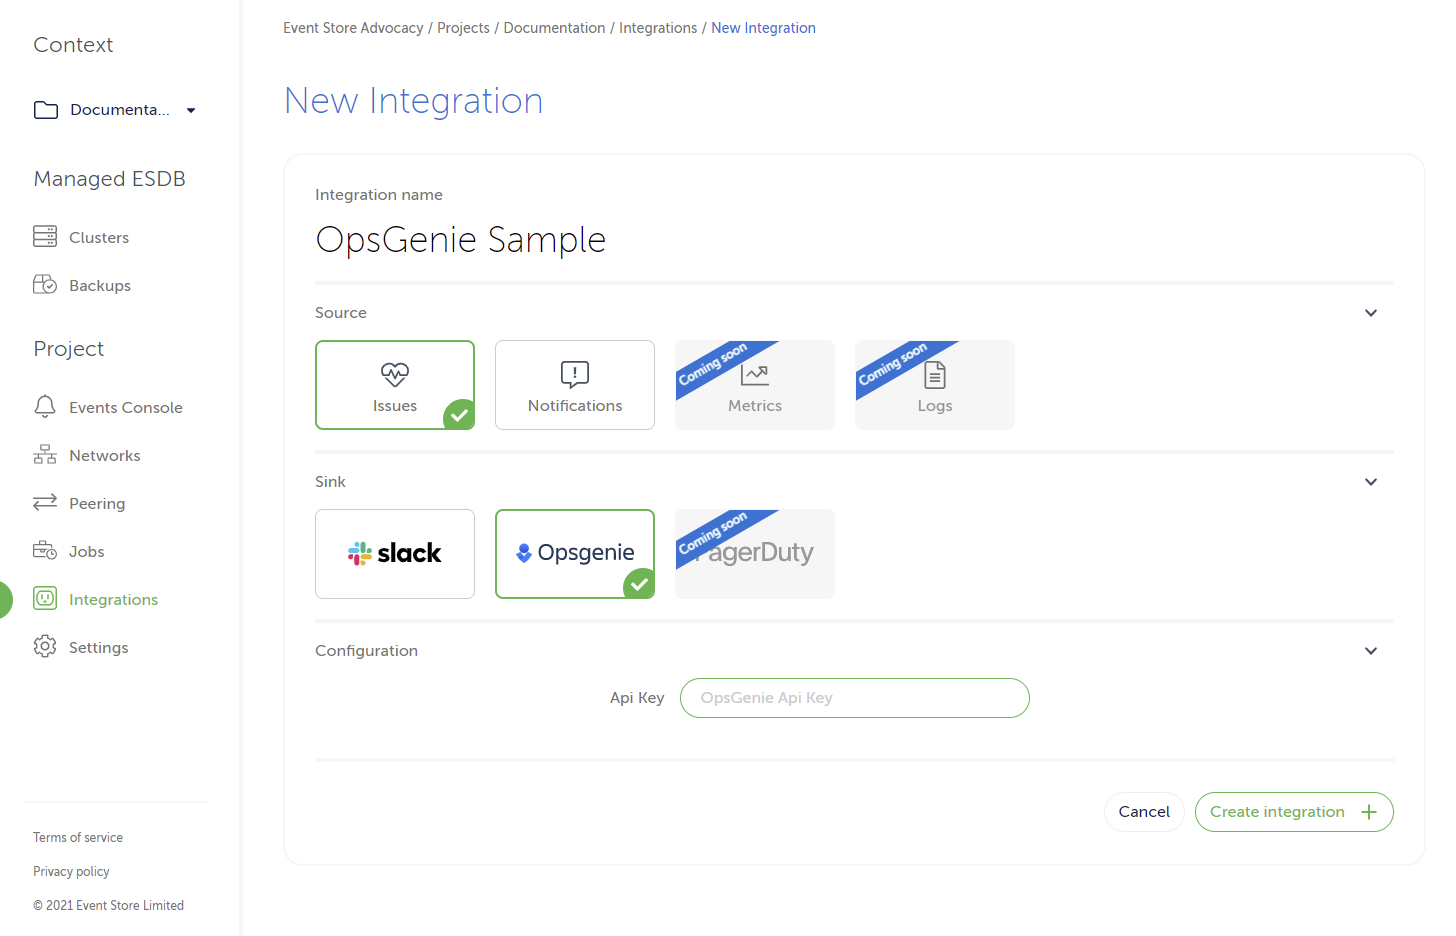 Context
Documenta...
Managed ESDB
Clusters
Backups
Project
Events Console
Networks
Peering
Jobs
Integrations
Settings
Terms of service
Privacy policy
© 2021 Event Store Limited
Event Store Advocacy / Projects / Documentation / Integrations / New Integration
New Integration
Integration name
OpsGenie Sample
Source
Issues
Notifications
Coming soon
Metrics
Coming soon
Logs
Sink
slack
Opsgenie
Coming soon
PagerDuty
Configuration
Api Key
OpsGenie Api Key
Cancel
Create integration +